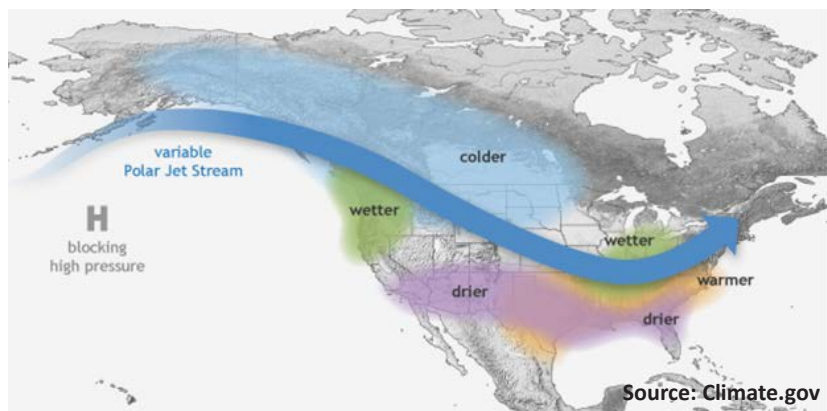 variable
Polar Jet Stream
colder
H
blocking
high pressure
wetter
wetter
warmer
drier
drier
Source: Climate.gov